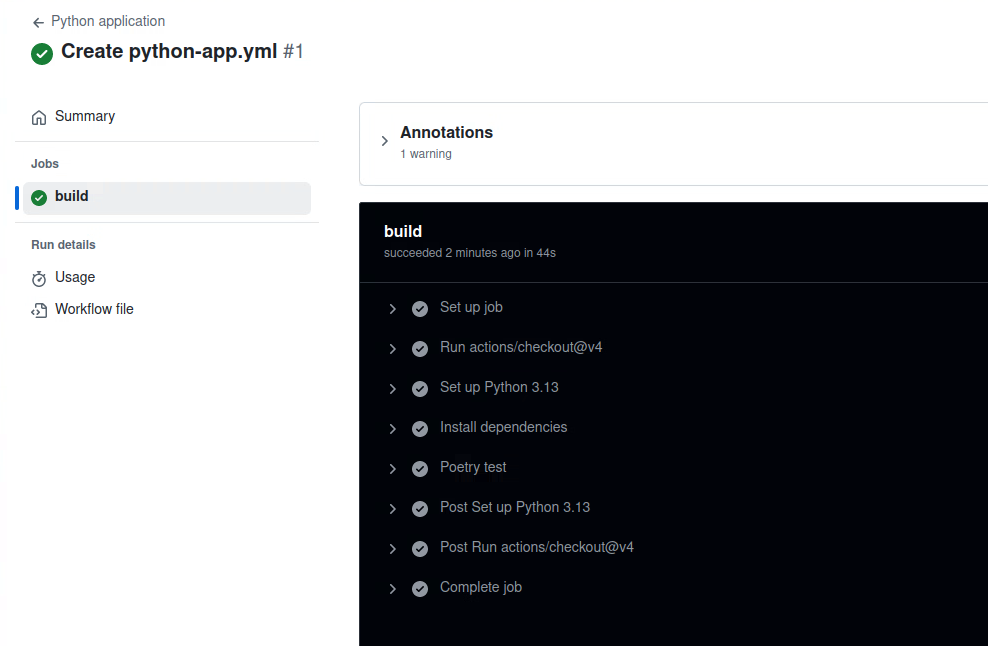 Python application
Create python-app.yml #1
Summary
Jobs
build
Run details
Usage
Workflow file
Annotations
1 warning
build
succeeded 2 minutes ago in 44s
Set up job
Run actions/checkout@v4
Set up Python 3.13
Install dependencies
Poetry test
Post Set up Python 3.13
Post Run actions/checkout@v4
Complete job